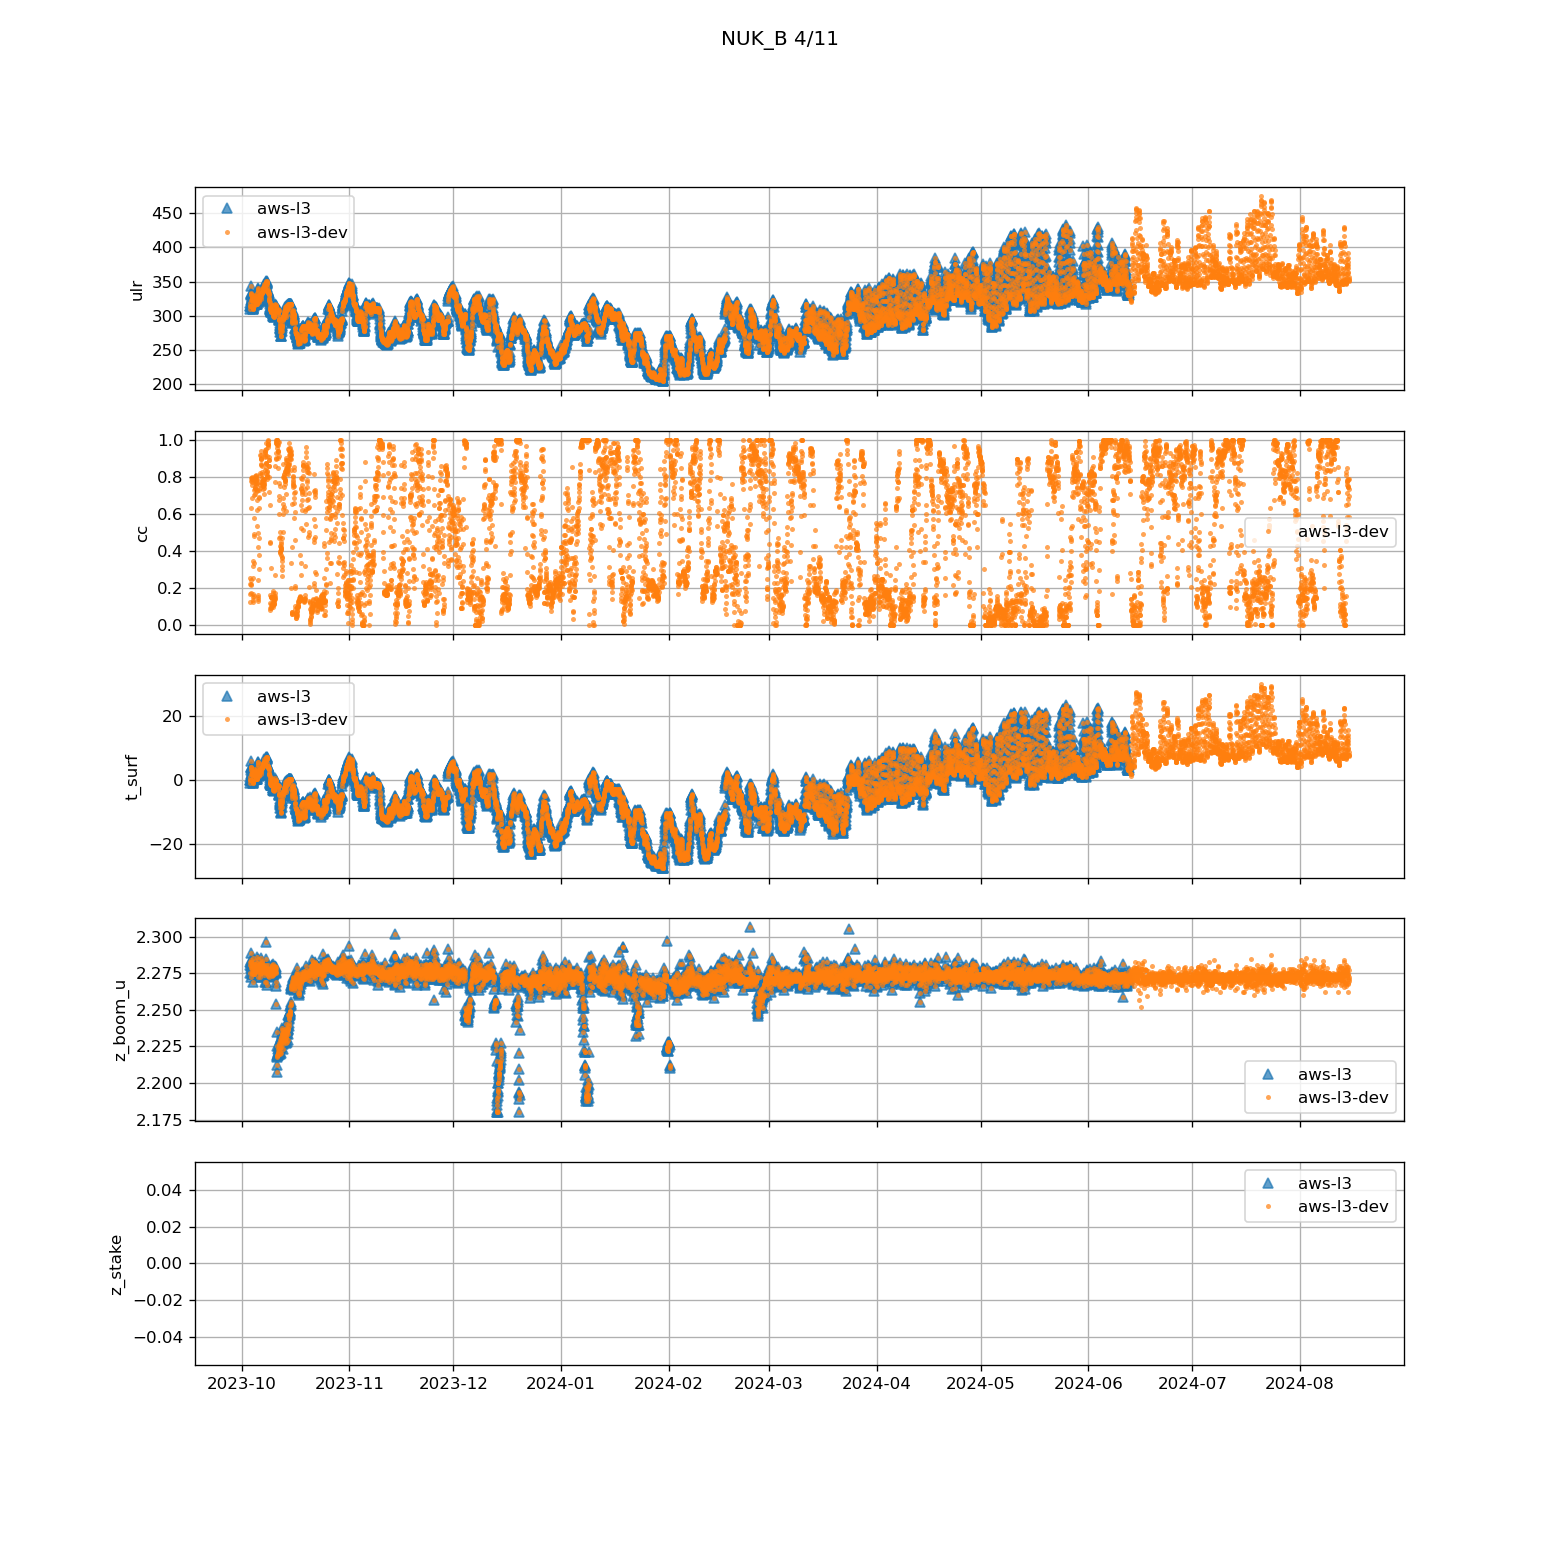 NUK_B 4/11
450
400
350
300
250
200
ulr
aws-l3
aws-l3-dev
1.0
0.8
0.6
0.4
0.2
0.0
cc
aws-l3-dev
20
0
−20
t_surf
aws-l3
aws-l3-dev
2.300
2.275
2.250
2.225
2.200
2.175
z_boom_u
aws-l3
aws-l3-dev
0.04
0.02
0.00
−0.02
−0.04
z_stake
aws-l3
aws-l3-dev
2023-10 2023-11 2023-12 2024-01 2024-02 2024-03 2024-04 2024-05 2024-06 2024-07 2024-08